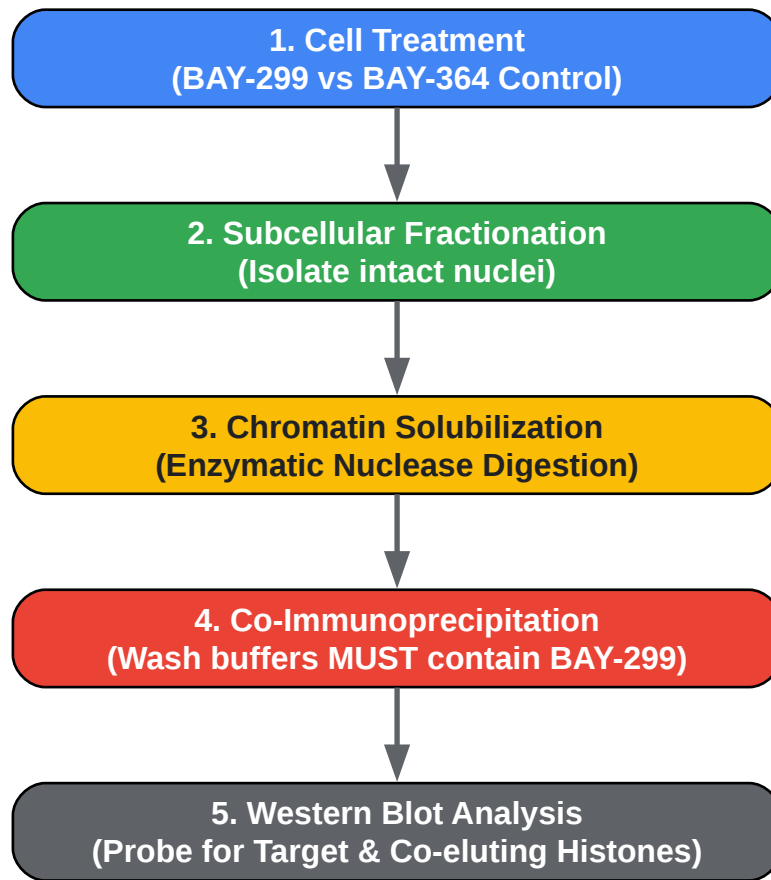 1. Cell Treatment
(BAY-299 vs BAY-364 Control)
2. Subcellular Fractionation
(Isolate intact nuclei)
3. Chromatin Solubilization
(Enzymatic Nuclease Digestion)
4. Co-Immunoprecipitation
(Wash buffers MUST contain BAY-299)
5. Western Blot Analysis
(Probe for Target & Co-eluting Histones)